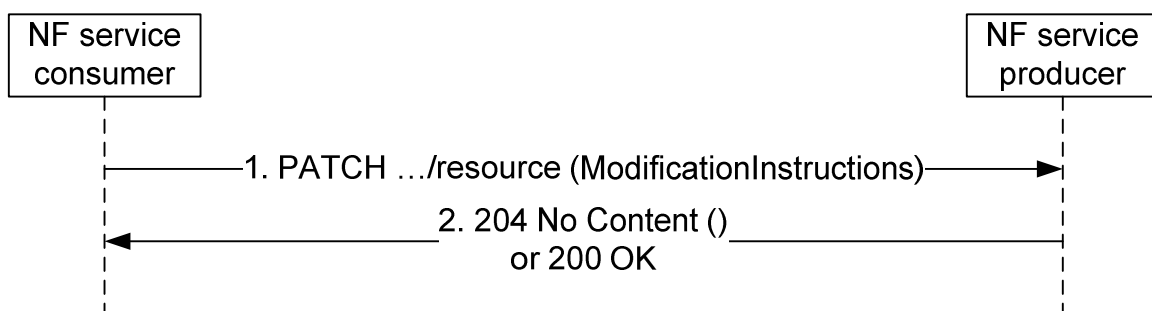 NF service
consumer
NF service
producer
1. PATCH …/resource (ModificationInstructions)
2. 204 No Content ()
or 200 OK